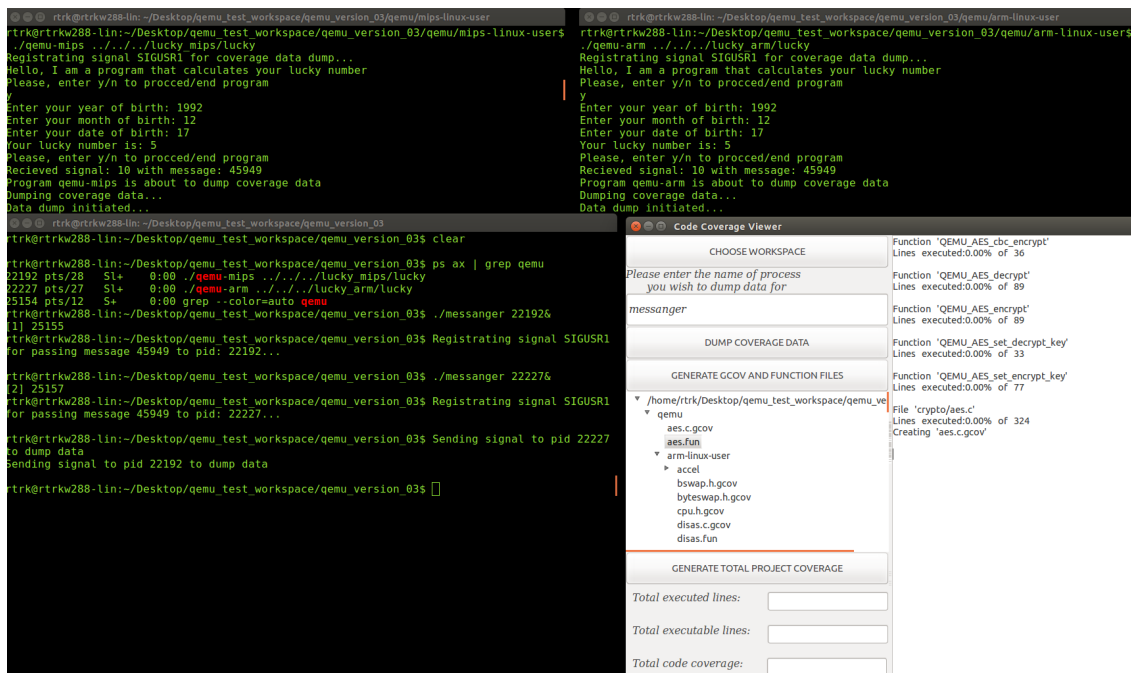 rtrk@rtrkw288-lin: ~/Desktop/qemu_test_workspace/qemu_version_03/qemu/mips-linux-user
rtrk@rtrkw288-lin:~/Desktop/qemu_test_workspace/qemu_version_03/qemu/mips-linux-user$
./qemu-mips ../../../lucky_mips/lucky
Registrating signal SIGUSR1 for coverage data dump...
Hello, I am a program that calculates your lucky number
Please, enter y/n to procced/end program
y
Enter your year of birth: 1992
Enter your month of birth: 12
Enter your date of birth: 17
Your lucky number is: 5
Please, enter y/n to procced/end program
Recieved signal: 10 with message: 45949
Program qemu-mips is about to dump coverage data
Dumping coverage data...
Data dump initiated...
rtrk@rtrkw288-lin: ~/Desktop/qemu_test_workspace/qemu_version_03/qemu/arm-linux-user
rtrk@rtrkw288-lin:~/Desktop/qemu_test_workspace/qemu_version_03/qemu/arm-linux-user$
./qemu-arm ../../../lucky_arm/lucky
Registrating signal SIGUSR1 for coverage data dump...
Hello, I am a program that calculates your lucky number
Please, enter y/n to procced/end program
y
Enter your year of birth: 1992
Enter your month of birth: 12
Enter your date of birth: 17
Your lucky number is: 5
Please, enter y/n to procced/end program
Recieved signal: 10 with message: 45949
Program qemu-arm is about to dump coverage data
Dumping coverage data...
Data dump initiated...
rtrk@rtrkw288-lin: ~/Desktop/qemu_test_workspace/qemu_version_03
rtrk@rtrkw288-lin:~/Desktop/qemu_test_workspace/qemu_version_03$ clear
rtrk@rtrkw288-lin:~/Desktop/qemu_test_workspace/qemu_version_03$ ps ax | grep qemu
22192 pts/28 Sl+ 0:00 ./qemu-mips ../../../lucky_mips/lucky
22227 pts/27 Sl+ 0:00 ./qemu-arm ../../../lucky_arm/lucky
25154 pts/12 S+ 0:00 grep --color=auto qemu
rtrk@rtrkw288-lin:~/Desktop/qemu_test_workspace/qemu_version_03$ ./messanger 22192&
[1] 25155
rtrk@rtrkw288-lin:~/Desktop/qemu_test_workspace/qemu_version_03$ Registrating signal SIGUSR1
for passing message 45949 to pid: 22192...
rtrk@rtrkw288-lin:~/Desktop/qemu_test_workspace/qemu_version_03$ ./messanger 22227&
[2] 25157
rtrk@rtrkw288-lin:~/Desktop/qemu_test_workspace/qemu_version_03$ Registrating signal SIGUSR1
for passing message 45949 to pid: 22227...
rtrk@rtrkw288-lin:~/Desktop/qemu_test_workspace/qemu_version_03$ Sending signal to pid 22227
to dump data
Sending signal to pid 22192 to dump data
rtrk@rtrkw288-lin:~/Desktop/qemu_test_workspace/qemu_version_03$
Code Coverage Viewer
CHOOSE WORKSPACE
Please enter the name of process
you wish to dump data for
messanger
DUMP COVERAGE DATA
GENERATE GCOV AND FUNCTION FILES
/home/rtrk/Desktop/qemu_test_workspace/qemu_ve
qemu
aes.c.gcov
aes.fun
arm-linux-user
accel
bswap.h.gcov
byteswap.h.gcov
cpu.h.gcov
disas.c.gcov
disas.fun
GENERATE TOTAL PROJECT COVERAGE
Total executed lines:
Total executable lines:
Total code coverage:
Function 'QEMU_AES_cbc_encrypt'
Lines executed:0.00% of 36
Function 'QEMU_AES_decrypt'
Lines executed:0.00% of 89
Function 'QEMU_AES_encrypt'
Lines executed:0.00% of 89
Function 'QEMU_AES_set_decrypt_key'
Lines executed:0.00% of 33
Function 'QEMU_AES_set_encrypt_key'
Lines executed:0.00% of 77
File 'crypto/aes.c'
Lines executed:0.00% of 324
Creating 'aes.c.gcov'